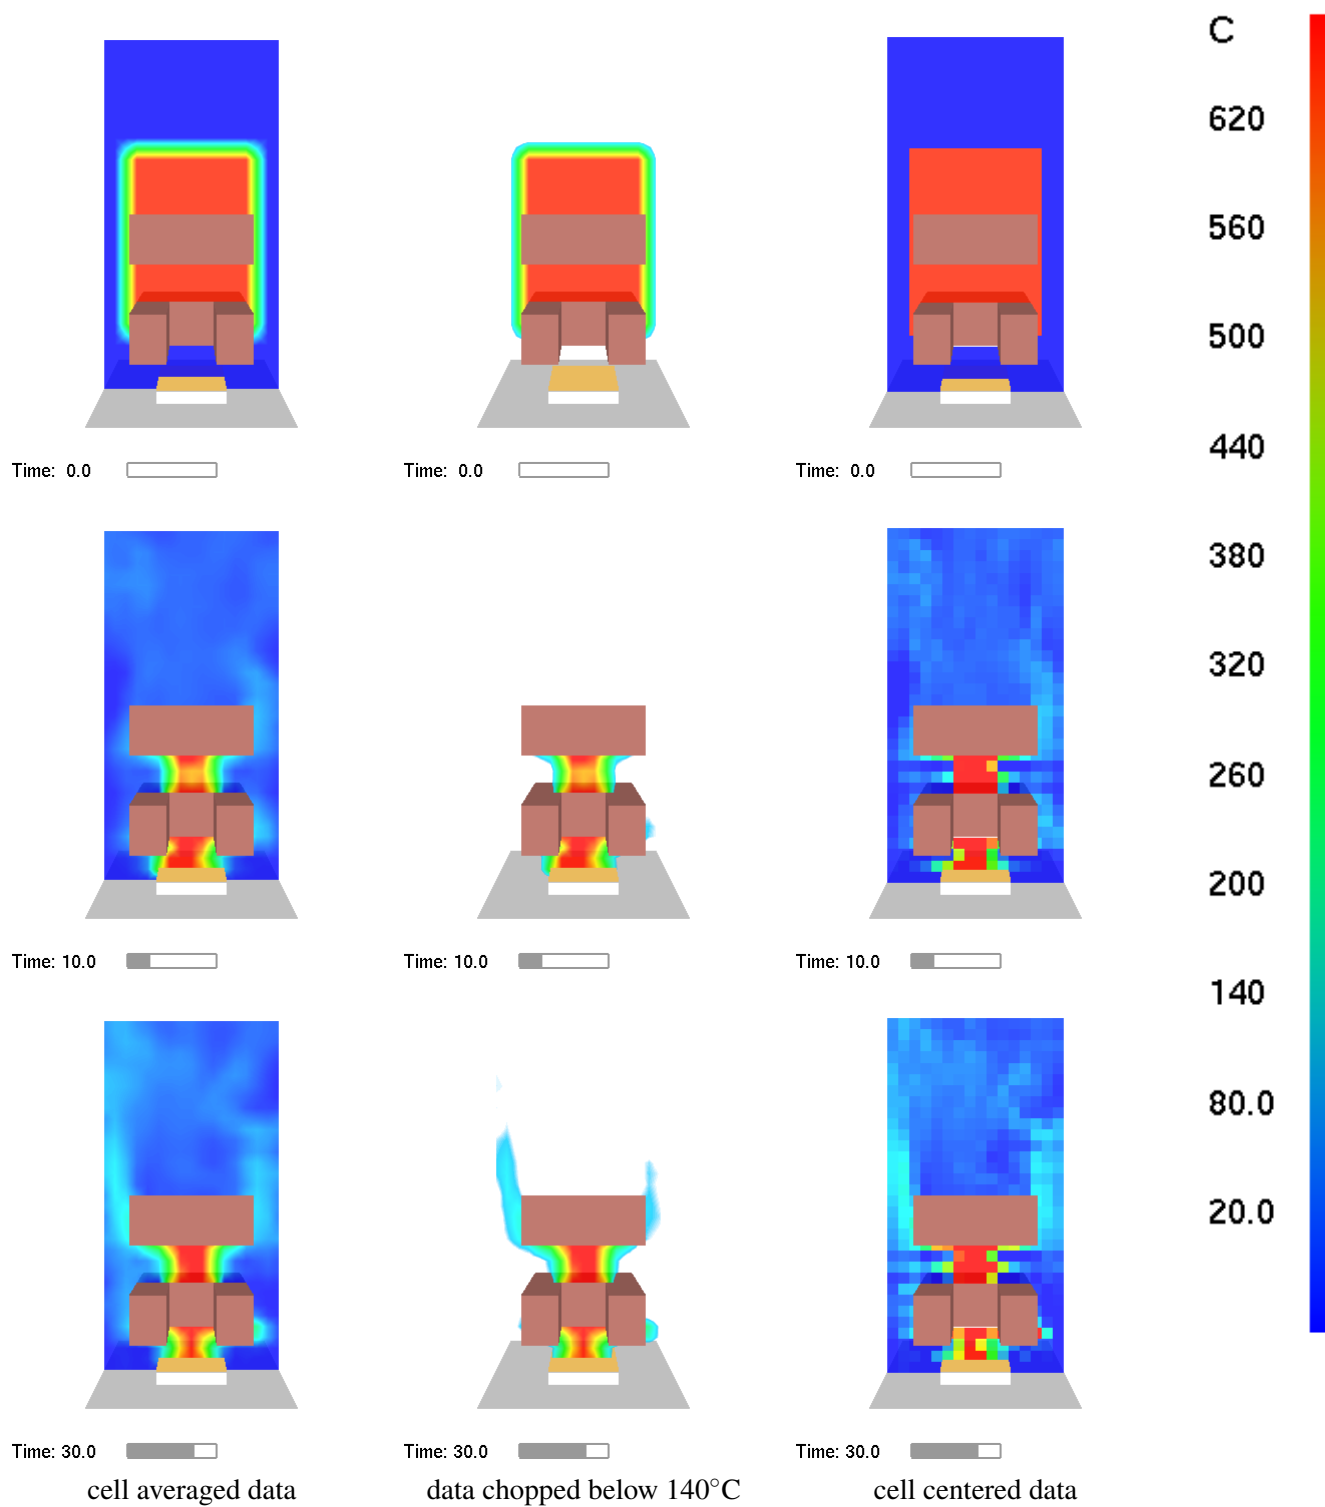 C
620
560
500
440
380
320
260
200
140
80.0
20.0
Time: 0.0
Time: 0.0
Time: 0.0
Time: 10.0
Time: 10.0
Time: 10.0
Time: 30.0
Time: 30.0
Time: 30.0
cell averaged data
data chopped below 140°C
cell centered data